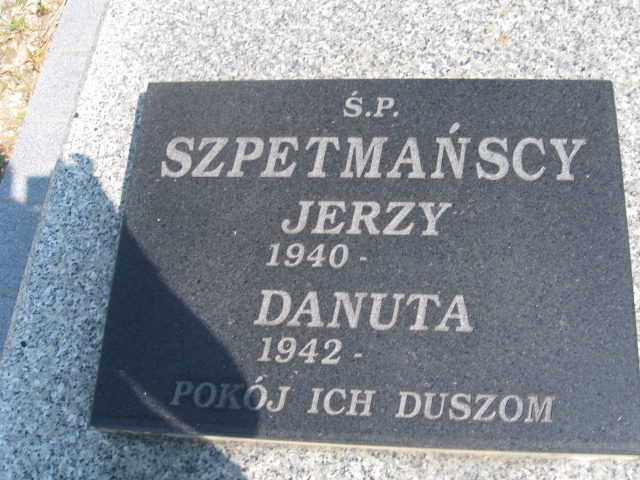 Ś.P.
SZPETMAŃSCY
JERZY
1940 -
DANUTA
1942 -
POKÓJ ICH DUSZOM